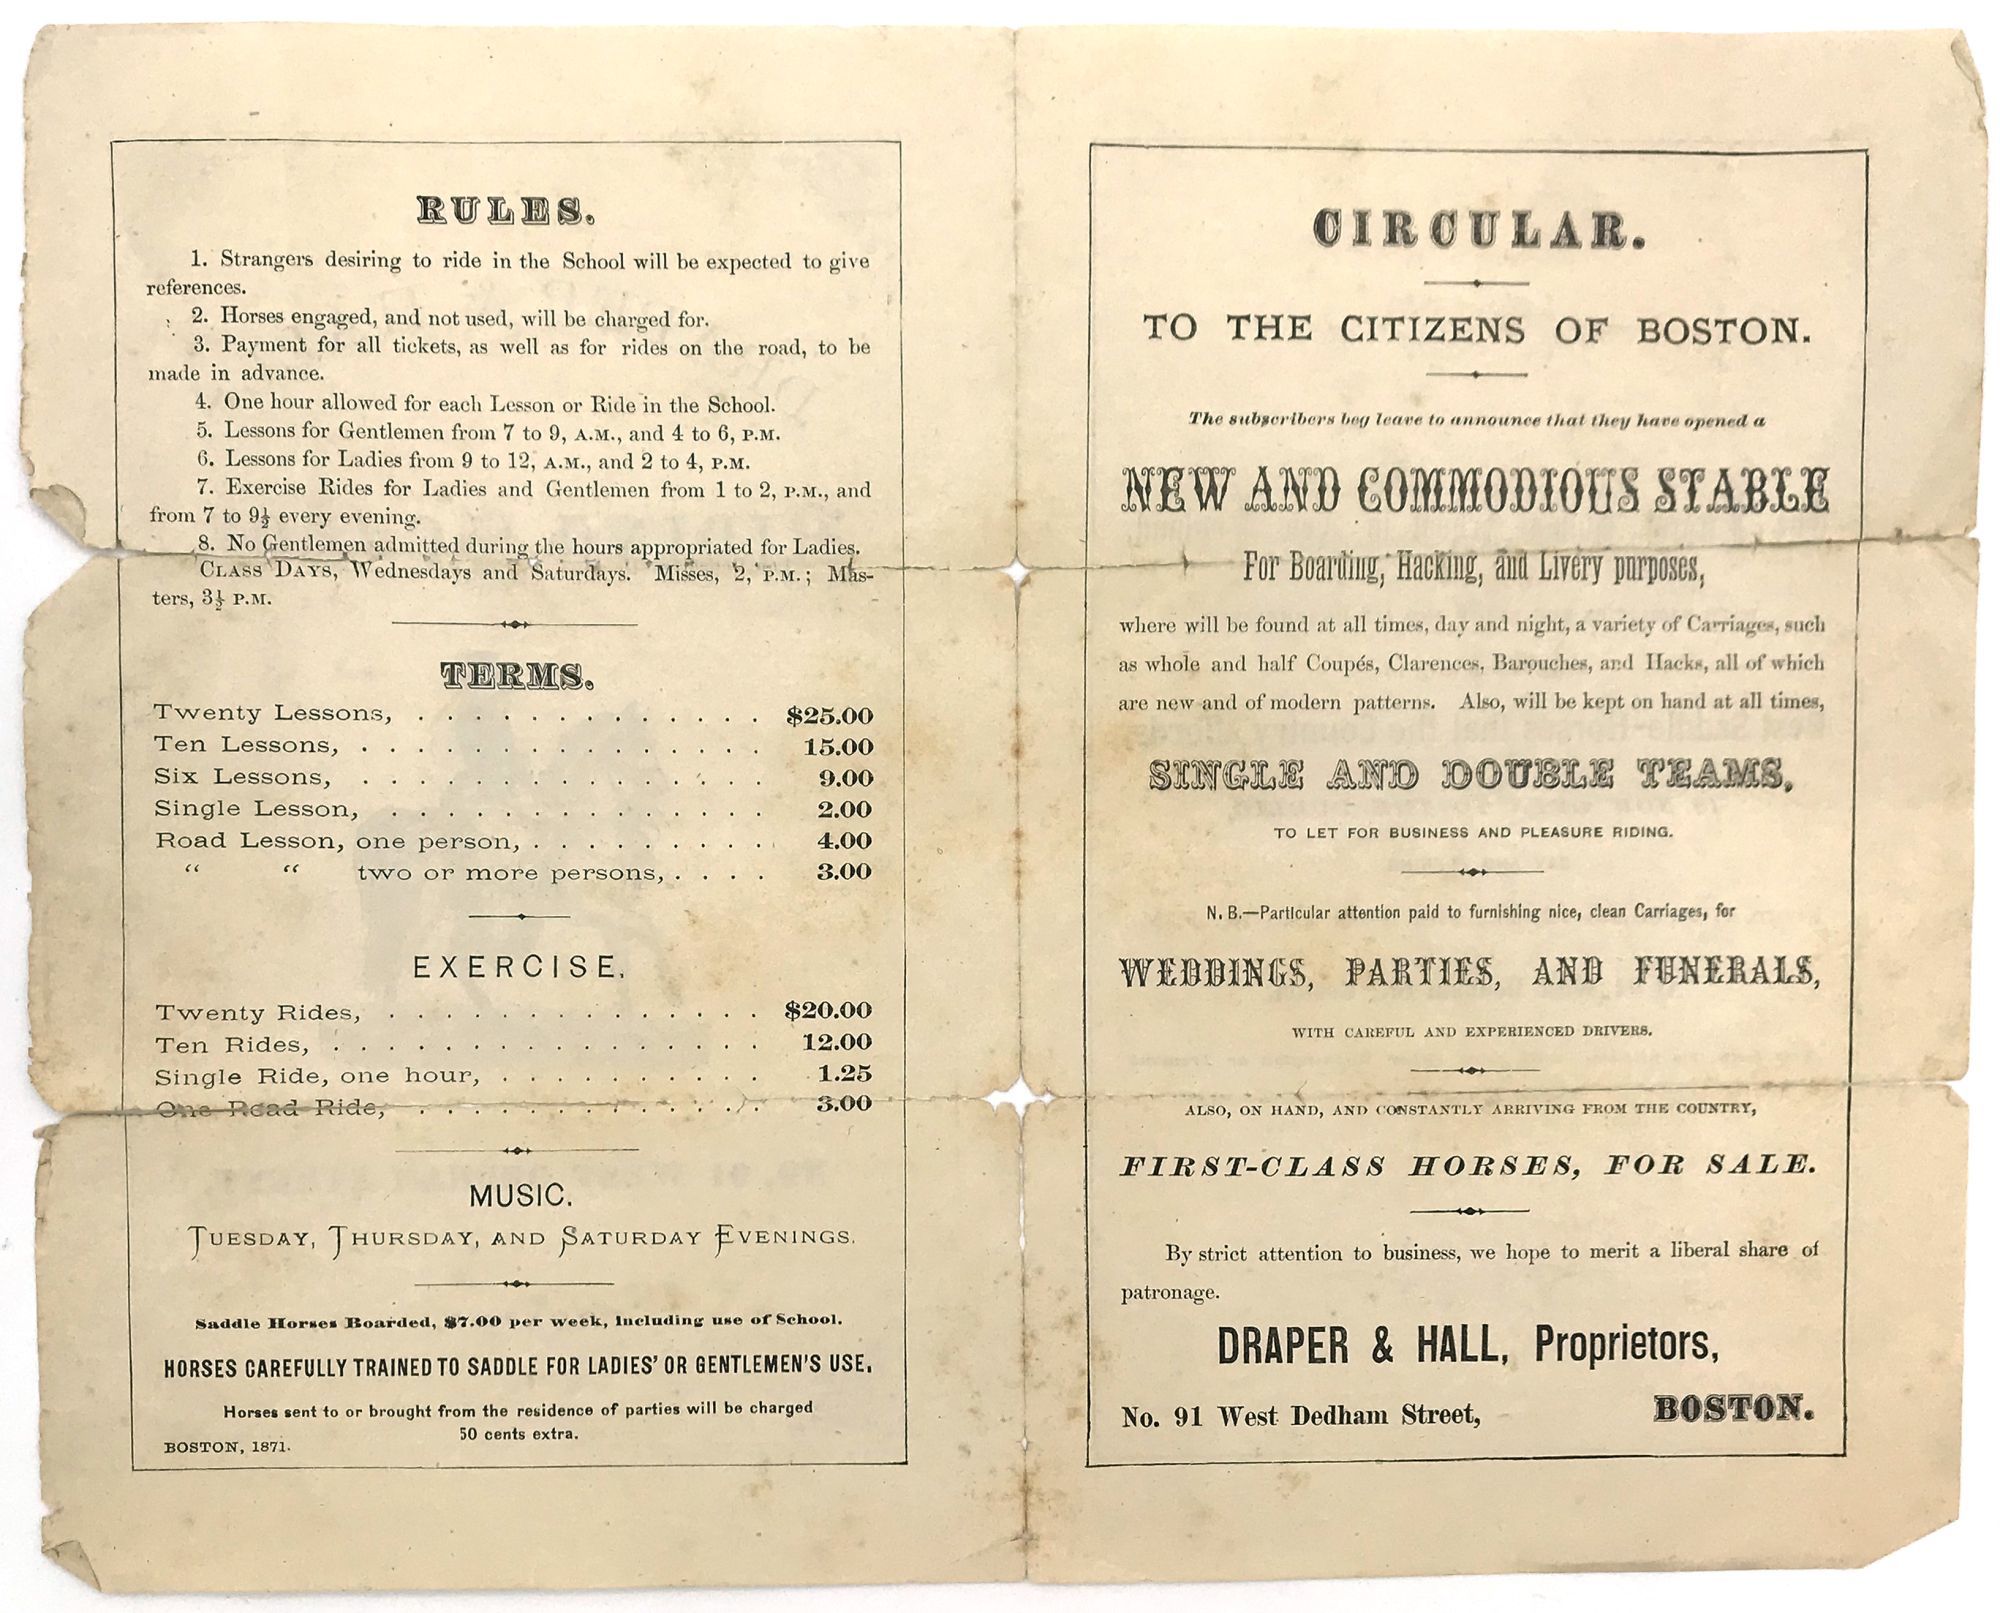 RULES.
1. Strangers desiring to ride in the School will be expected to give
references.
2. Horses engaged, and not used, will be charged for.
3. Payment for all tickets, as well as for rides on the road, to be
made in advance.
4. One hour allowed for each Lesson or Ride in the School.
5. Lessons for Gentlemen from 7 to 9, A.M., and 4 to 6, P.M.
6. Lessons for Ladies from 9 to 12, A.M., and 2 to 4, P.M.
7. Exercise Rides for Ladies and Gentlemen from 1 to 2, P.M., and
from 7 to 9½ every evening.
8. No Gentlemen admitted during the hours appropriated for Ladies.
CLASS DAYS, Wednesdays and Saturdays. Misses, 2, P.M.; Mas-
ters, 3½ P.M.
TERMS.
Twenty Lessons, . . . . . . . . . . . . . $25.00
Ten Lessons, . . . . . . . . . . . . . . . 15.00
Six Lessons, . . . . . . . . . . . . . . . 9.00
Single Lesson, . . . . . . . . . . . . . . 2.00
Road Lesson, one person, . . . . . . . . . 4.00
" " two or more persons, . . . . 3.00
EXERCISE.
Twenty Rides, . . . . . . . . . . . . . . $20.00
Ten Rides, . . . . . . . . . . . . . . . . 12.00
Single Ride, one hour, . . . . . . . . . . 1.25
One Road Ride, . . . . . . . . . . . . . 3.00
MUSIC.
TUESDAY, THURSDAY, AND SATURDAY EVENINGS.
Saddle Horses Boarded, $7.00 per week, including use of School.
HORSES CAREFULLY TRAINED TO SADDLE FOR LADIES' OR GENTLEMEN'S USE.
Horses sent to or brought from the residence of parties will be charged
50 cents extra.
BOSTON, 1871.
CIRCULAR.
TO THE CITIZENS OF BOSTON.
The subscribers beg leave to announce that they have opened a
NEW AND COMMODIOUS STABLE
For Boarding, Hacking, and Livery purposes,
where will be found at all times, day and night, a variety of Carriages, such
as whole and half Coupés, Clarences, Barouches, and Hacks, all of which
are new and of modern patterns. Also, will be kept on hand at all times,
SINGLE AND DOUBLE TEAMS,
TO LET FOR BUSINESS AND PLEASURE RIDING.
N. B.—Particular attention paid to furnishing nice, clean Carriages, for
WEDDINGS, PARTIES, AND FUNERALS,
WITH CAREFUL AND EXPERIENCED DRIVERS.
ALSO, ON HAND, AND CONSTANTLY ARRIVING FROM THE COUNTRY,
FIRST-CLASS HORSES, FOR SALE.
By strict attention to business, we hope to merit a liberal share of
patronage.
DRAPER & HALL, Proprietors,
No. 91 West Dedham Street, BOSTON.